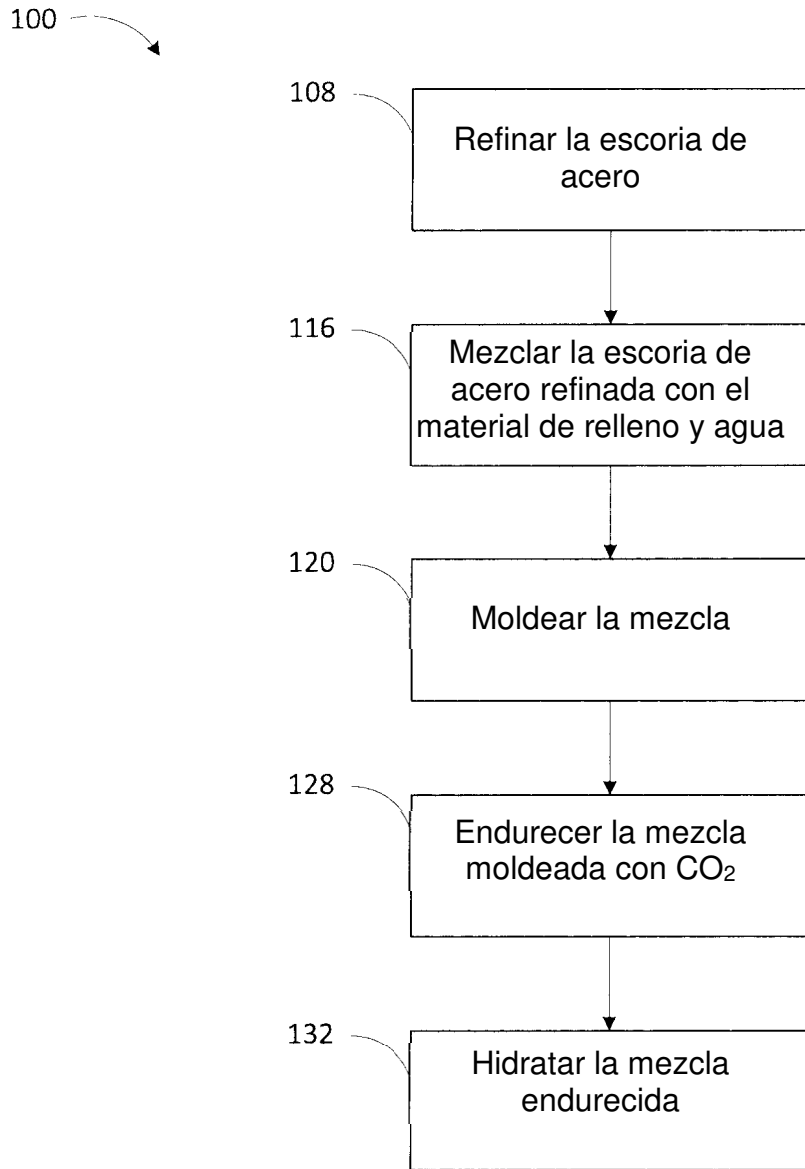 100
108
Refinar la escoria de
acero
116
Mezclar la escoria de
acero refinada con el
material de relleno y agua
120
Moldear la mezcla
128
Endurecer la mezcla
moldeada con CO₂
132
Hidratar la mezcla
endurecida